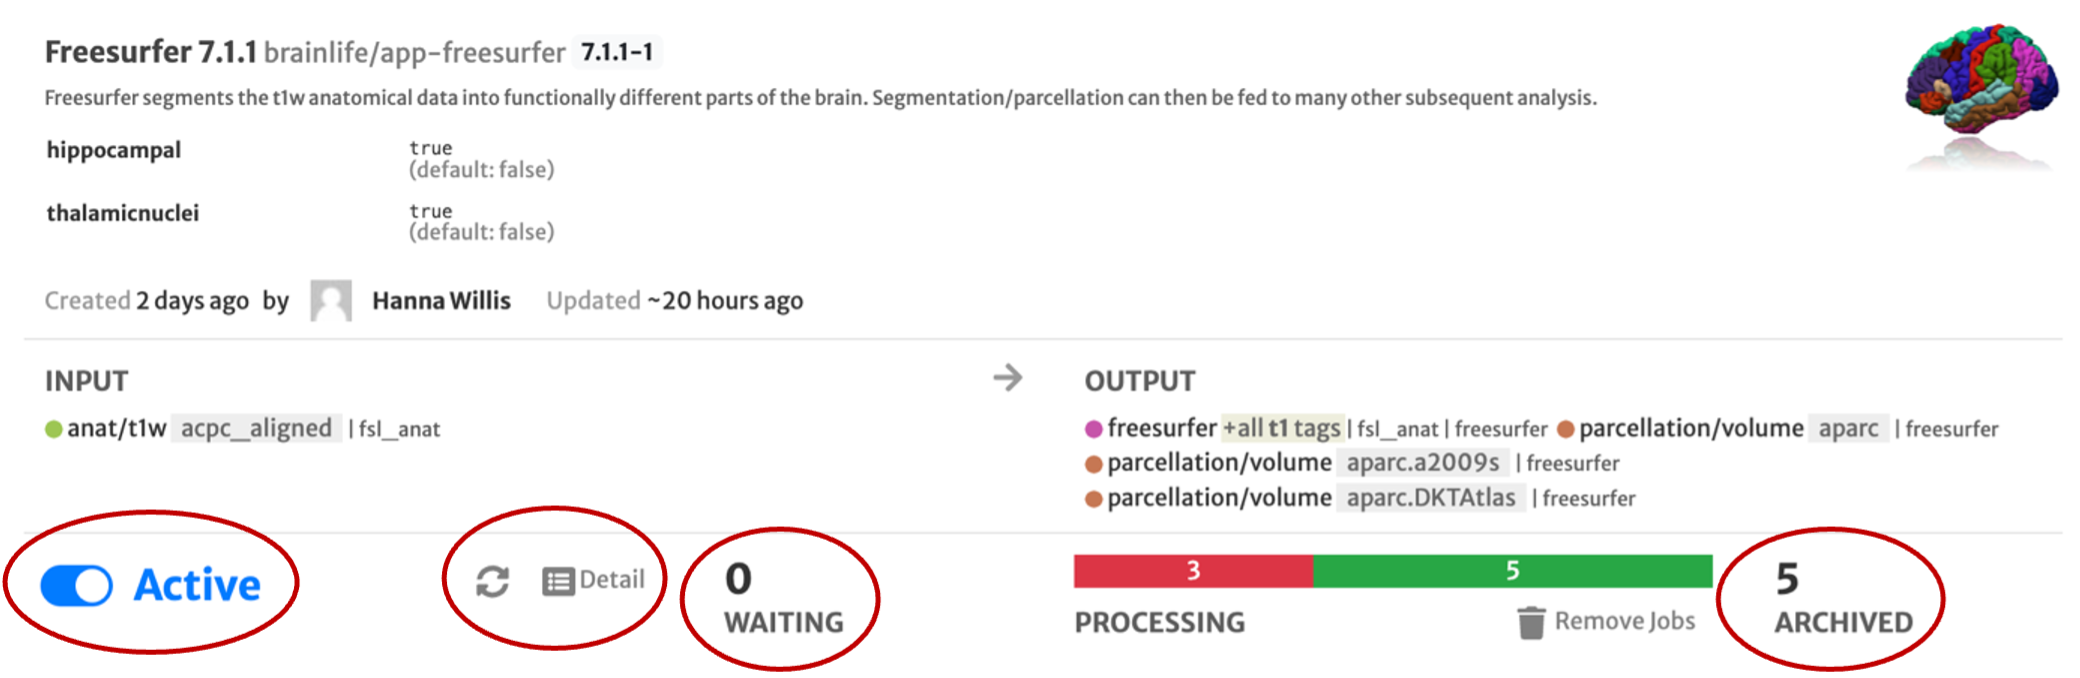 Freesurfer 7.1.1 brainlife/app-freesurfer 7.1.1-1
Freesurfer segments the t1w anatomical data into functionally different parts of the brain. Segmentation/parcellation can then be fed to many other subsequent analysis.
hippocampal true
(default: false)
thalamicnuclei true
(default: false)
Created 2 days ago by Hanna Willis Updated ~20 hours ago
INPUT → OUTPUT
anat/t1w acpc_aligned | fsl_anat
freesurfer +all t1 tags | fsl_anat | freesurfer parcellation/volume aparc | freesurfer
parcellation/volume aparc.a2009s | freesurfer
parcellation/volume aparc.DKTAtlas | freesurfer
Active Detail
0
WAITING
3 5
PROCESSING Remove Jobs
5
ARCHIVED